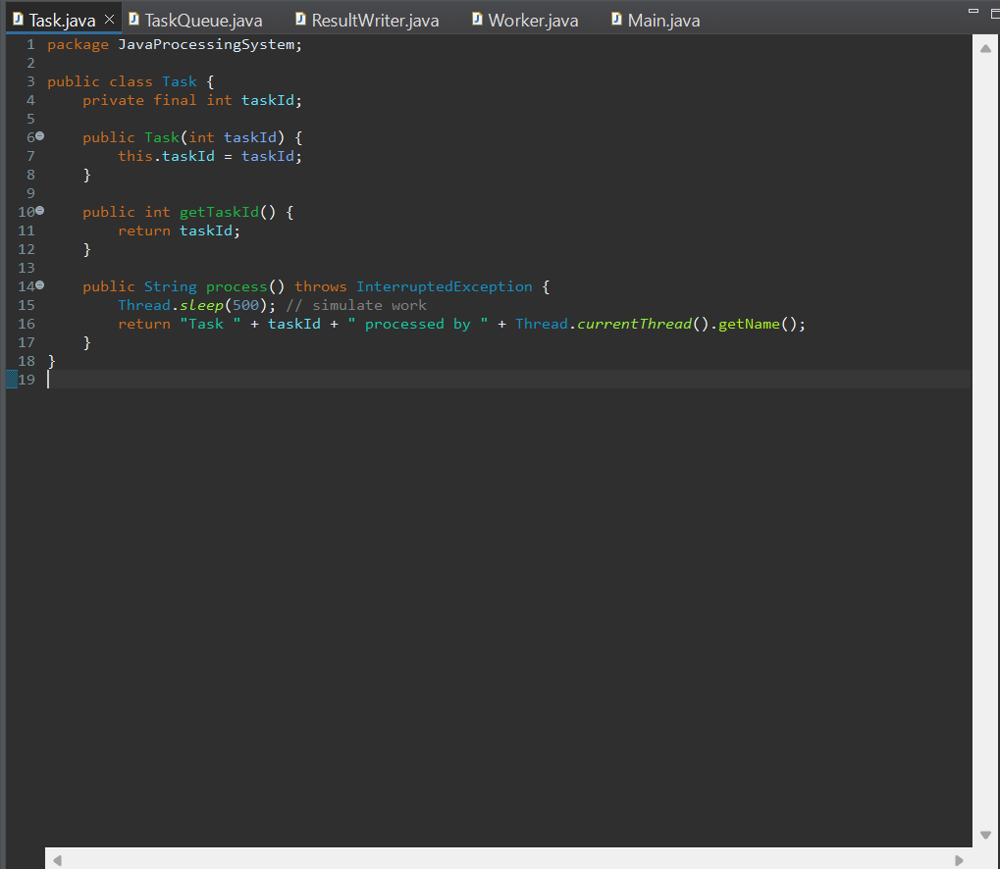 Task.java TaskQueue.java ResultWriter.java Worker.java Main.java
1 package JavaProcessingSystem;
2
3 public class Task {
4     private final int taskId;
5
6     public Task(int taskId) {
7         this.taskId = taskId;
8     }
9
10     public int getTaskId() {
11         return taskId;
12     }
13
14     public String process() throws InterruptedException {
15         Thread.sleep(500); // simulate work
16         return "Task " + taskId + " processed by " + Thread.currentThread().getName();
17     }
18 }
19